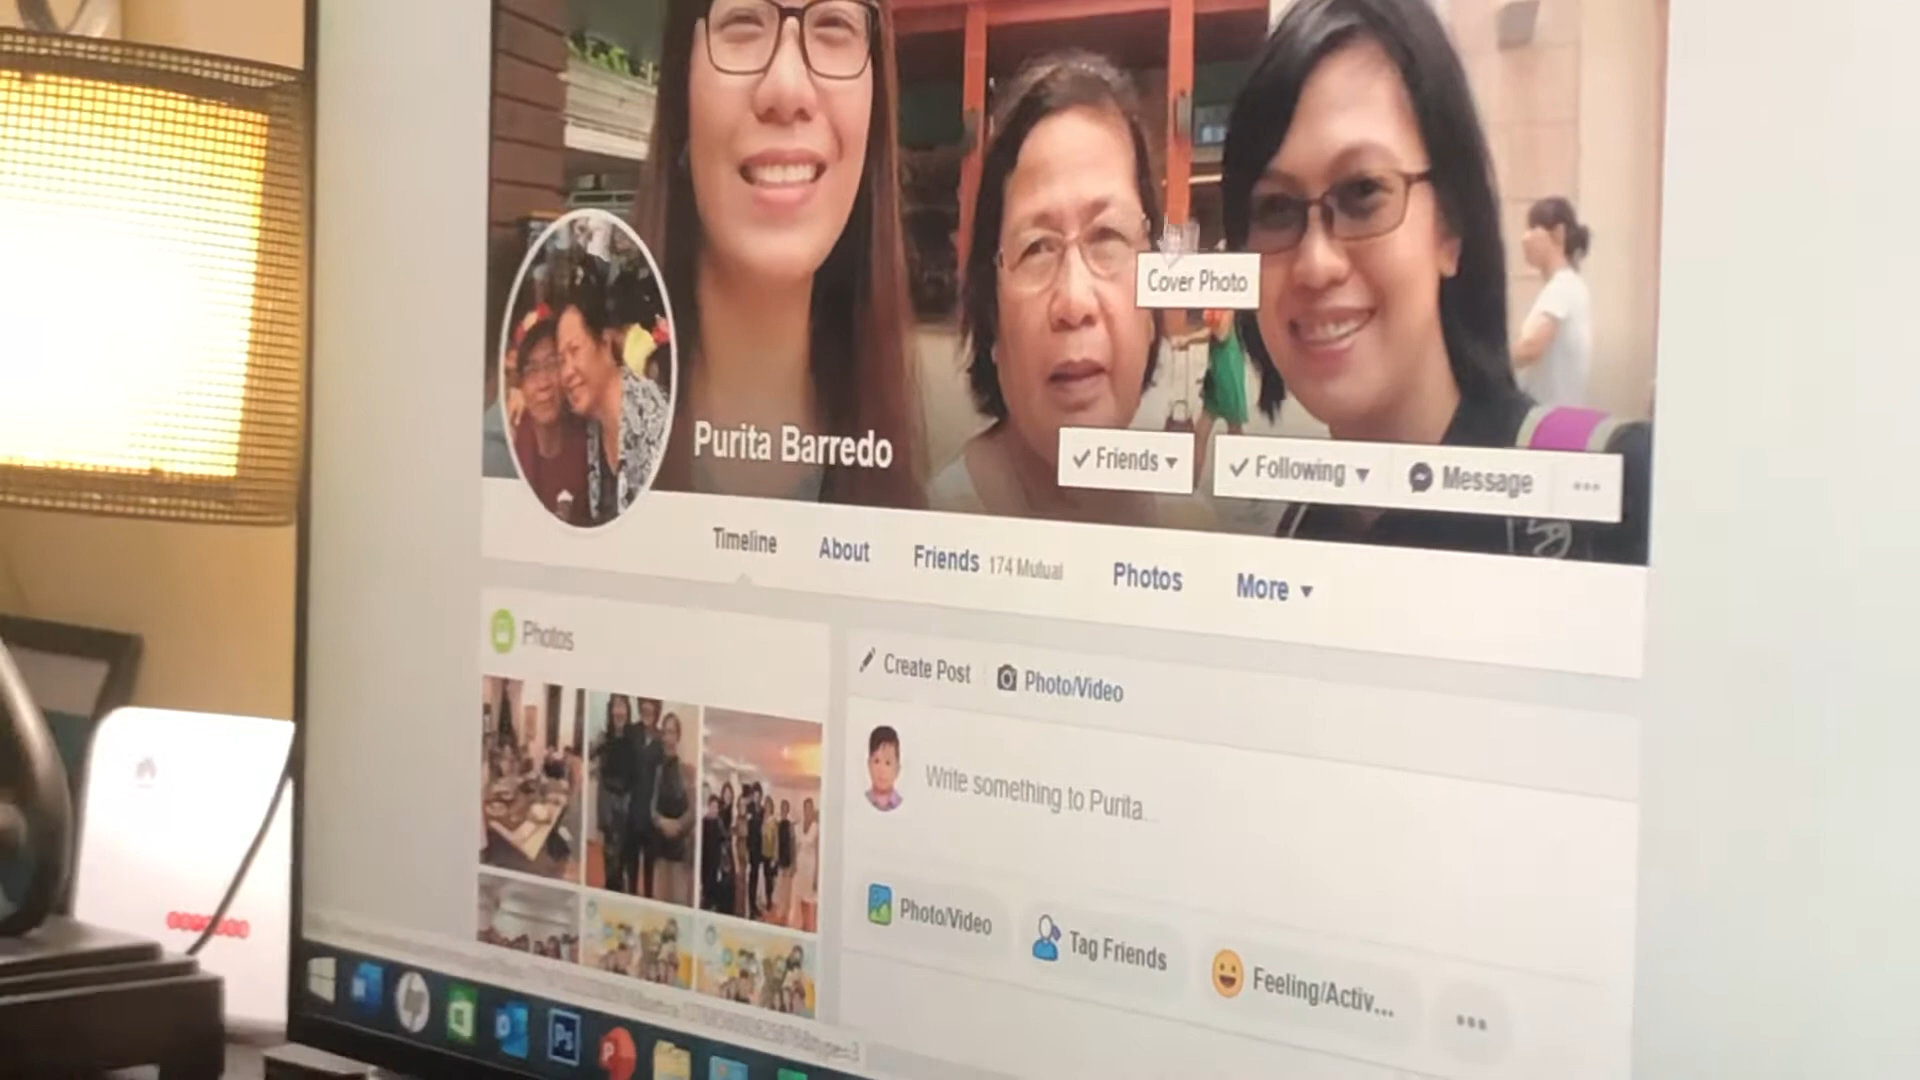 Cover Photo
Purita Barredo
Friends
Following
Message
Timeline
About
Friends 174 Mutual
Photos
More
Photos
Create Post
Photo/Video
Write something to Purita...
Photo/Video
Tag Friends
Feeling/Activ...
Ps
P